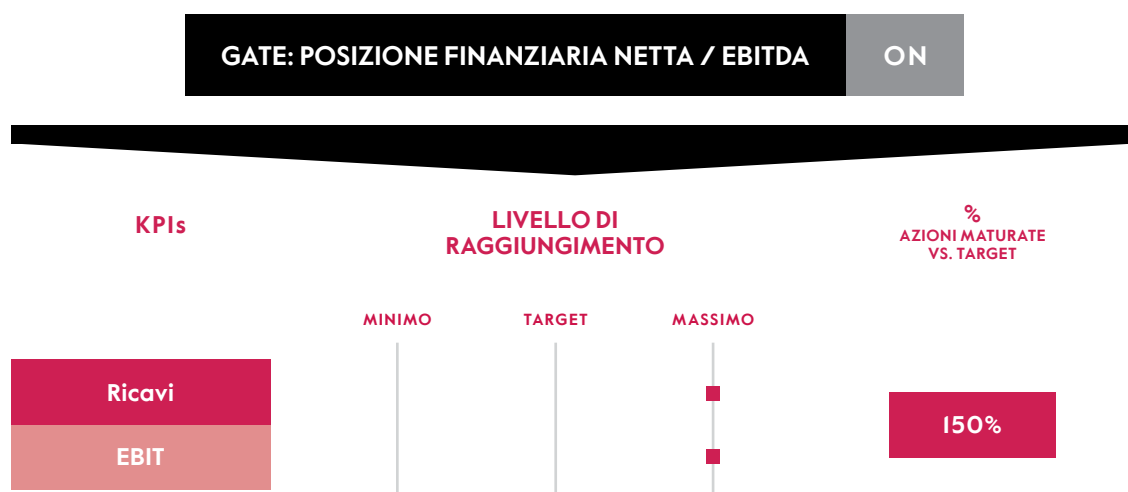 GATE: POSIZIONE FINANZIARIA NETTA / EBITDA
ON
KPIs
LIVELLO DI
RAGGIUNGIMENTO
%
AZIONI MATURATE
VS. TARGET
MINIMO
TARGET
MASSIMO
Ricavi
EBIT
150%